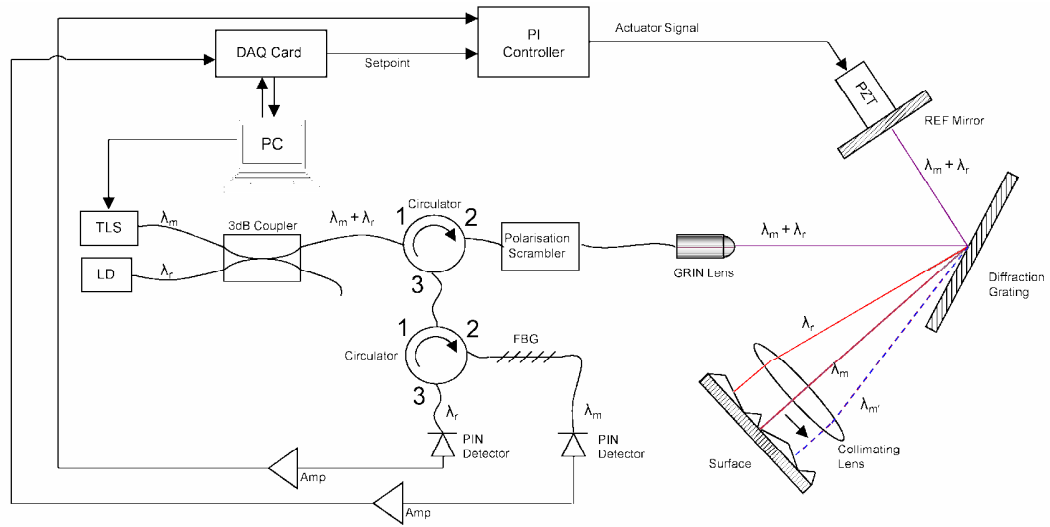 DAQ Card
PI
Controller
Setpoint
Actuator Signal
PZT
REF Mirror
PC
λm + λr
TLS
λm
3dB Coupler
λm + λr
1
Circulator
2
3
Polarisation
Scrambler
GRIN Lens
λm + λr
Diffraction
Grating
LD
λr
1
2
Circulator
3
FBG
λr
λm
PIN
Detector
PIN
Detector
Amp
Amp
λr
λm
λm'
Surface
Collimating
Lens